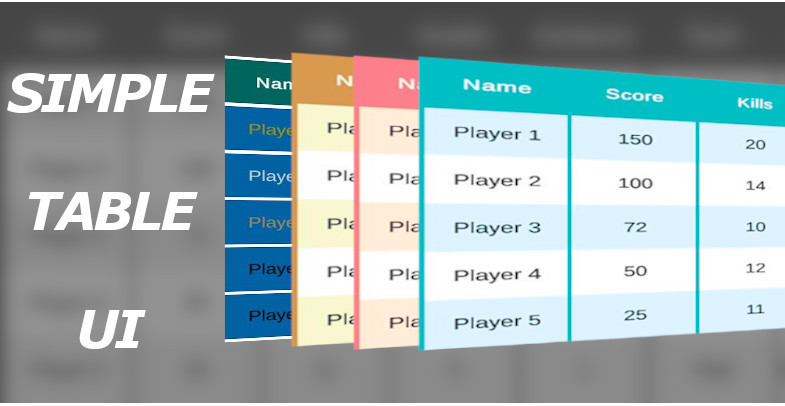 SIMPLE
TABLE
UI
Name Score Kills
Player 1 150 20
Player 2 100 14
Player 3 72 10
Player 4 50 12
Player 5 25 11